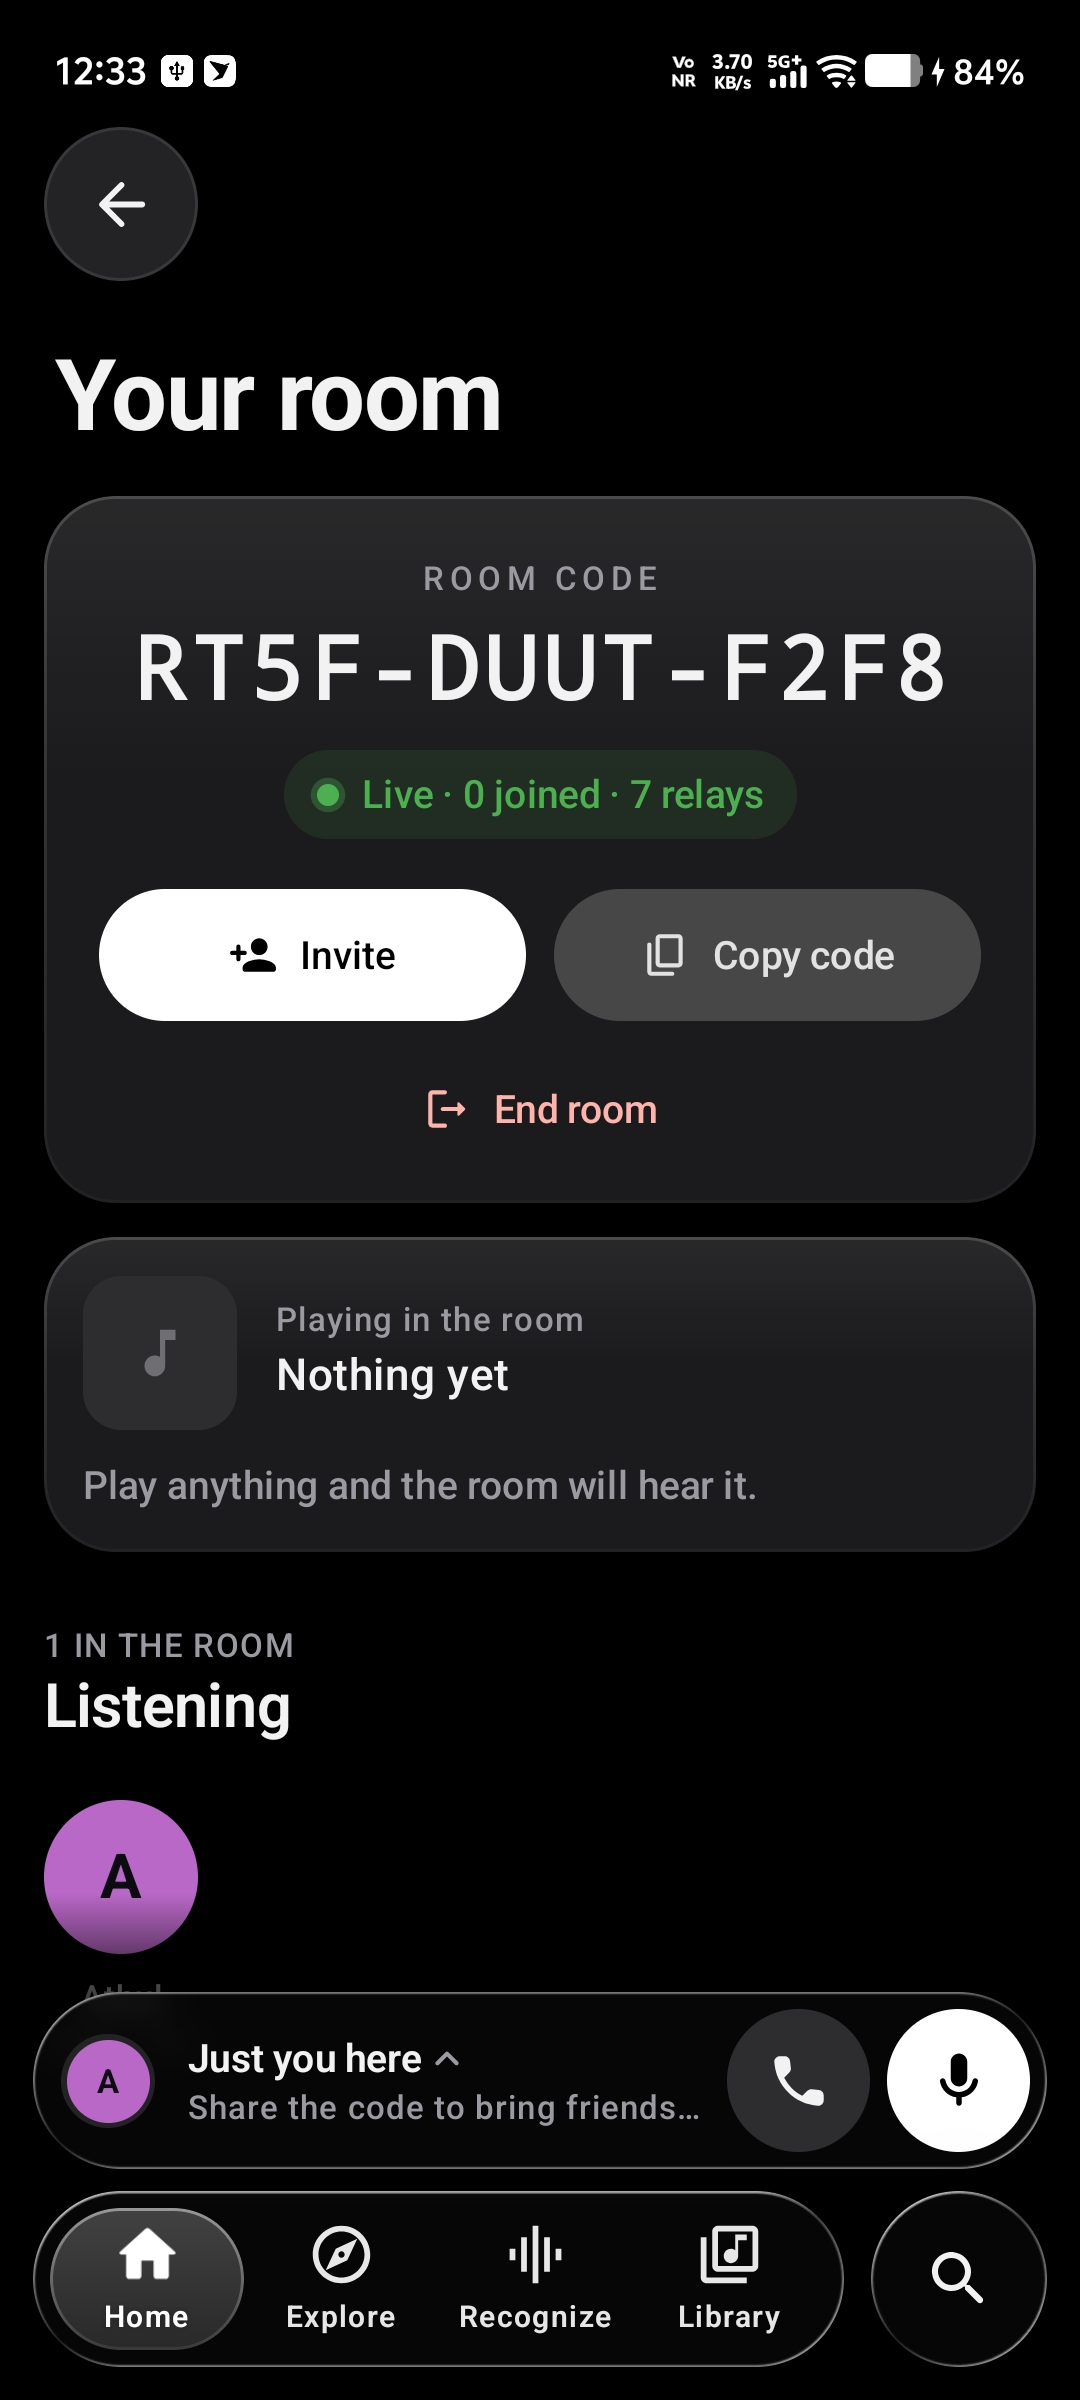 12:33
Vo NR 3.70 KB/s 5G+ 84%
Your room
ROOM CODE
RT5F-DUUT-F2F8
Live · 0 joined · 7 relays
Invite
Copy code
End room
Playing in the room
Nothing yet
Play anything and the room will hear it.
1 IN THE ROOM
Listening
A
A
Just you here
Share the code to bring friends…
Home
Explore
Recognize
Library